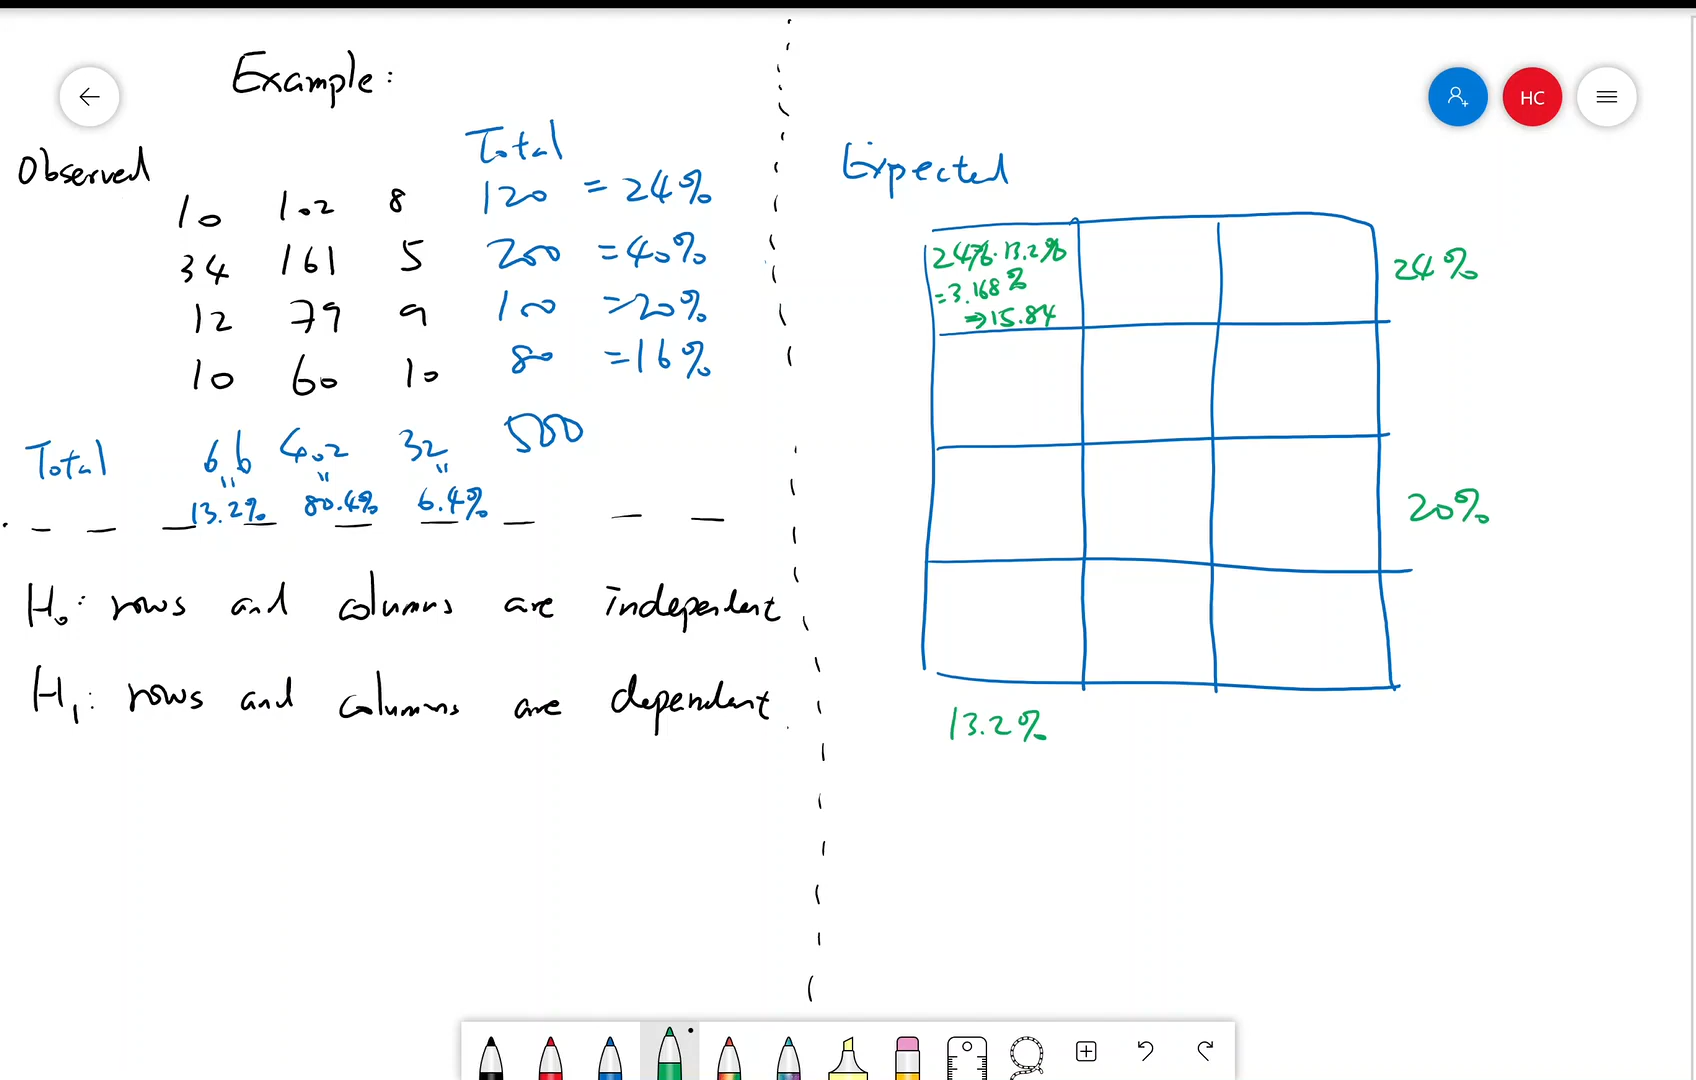 Example:
Observed
Total
10 102 8 120 = 24%
34 161 5 200 = 40%
12 79 9 100 = 20%
10 60 10 80 = 16%
Total 66 402 32 500
" " "
13.2% 80.4% 6.4%
H₀: rows and columns are independent
H₁: rows and columns are dependent
Expected
24% · 13.2%
= 3.168%
⇒ 15.84
24%
20%
13.2%
HC